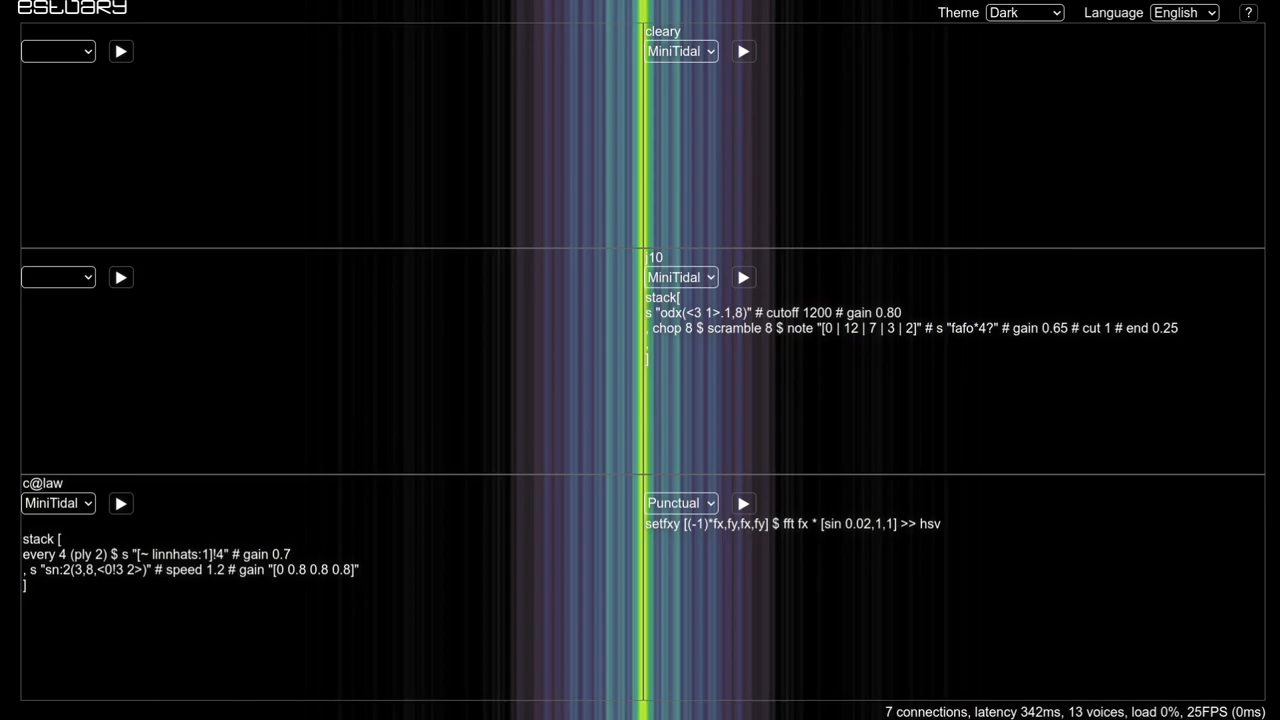 estuary
Theme Dark Language English ?
cleary
MiniTidal
j10
MiniTidal
stack[
s "odx(<3 1>.1,8)" # cutoff 1200 # gain 0.80
, chop 8 $ scramble 8 $ note "[0 | 12 | 7 | 3 | 2]" # s "fafo*4?" # gain 0.65 # cut 1 # end 0.25
,
]
c@law
MiniTidal
stack [
every 4 (ply 2) $ s "[~ linnhats:1]!4" # gain 0.7
, s "sn:2(3,8,<0!3 2>)" # speed 1.2 # gain "[0 0.8 0.8 0.8]"
]
Punctual
setfxy [(-1)*fx,fy,fx,fy] $ fft fx * [sin 0.02,1,1] >> hsv
7 connections, latency 342ms, 13 voices, load 0%, 25FPS (0ms)